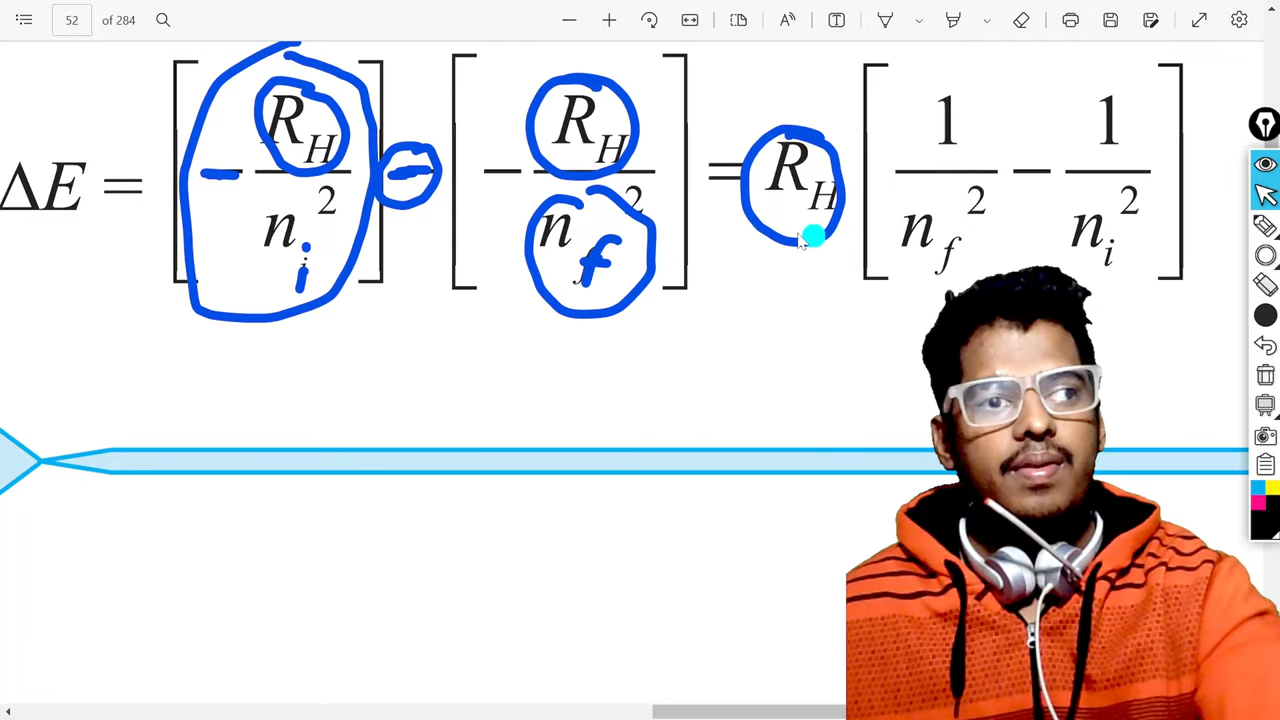 52 of 284
ΔE = [ - R_H / n_i^2 ] - [ - R_H / n_f^2 ] = R_H [ 1 / n_f^2 - 1 / n_i^2 ]